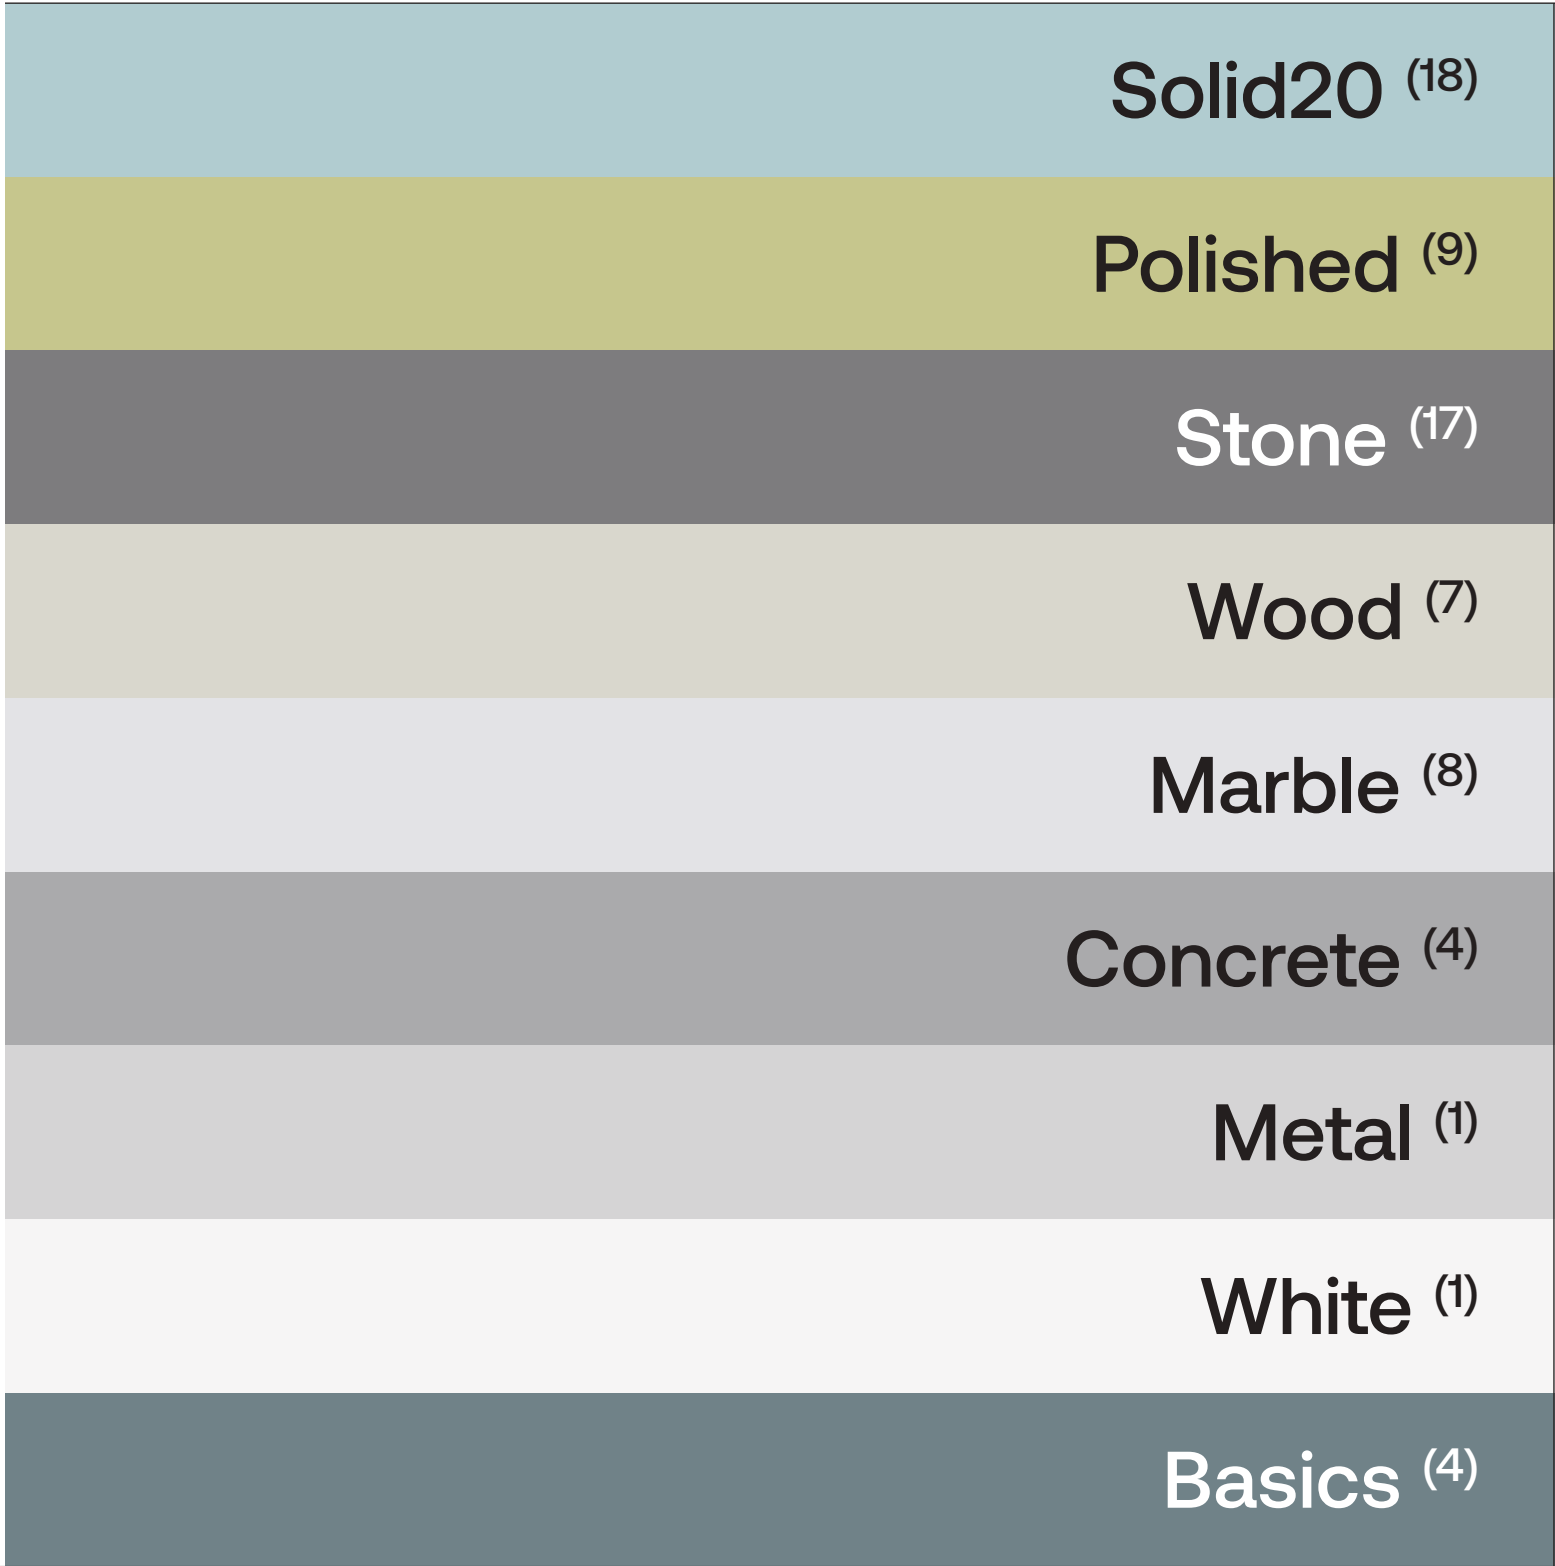 Solid20 (18)
Polished (9)
Stone (17)
Wood (7)
Marble (8)
Concrete (4)
Metal (1)
White (1)
Basics (4)